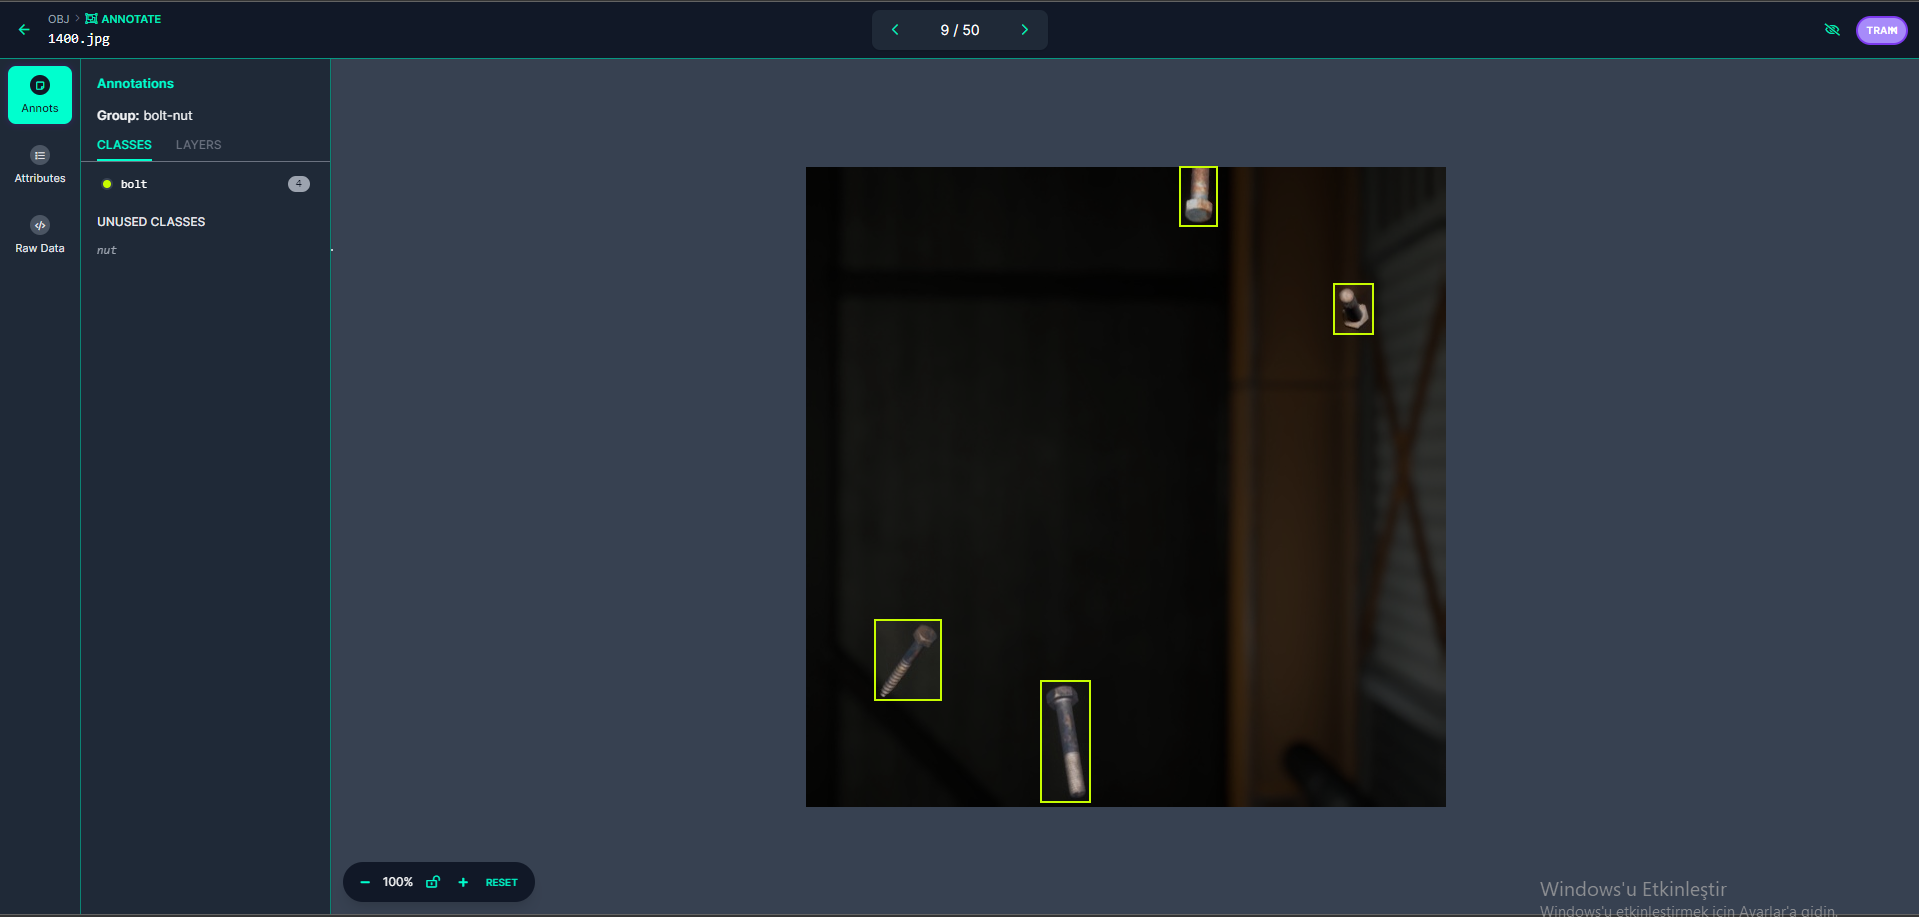 OBJ > ANNOTATE
1400.jpg
9 / 50
TRAIN
Annots
Attributes
Raw Data
Annotations
Group: bolt-nut
CLASSES LAYERS
bolt 4
UNUSED CLASSES
nut
100% RESET
Windows'u Etkinleştir
Windows'u etkinleştirmek için Ayarlar'a gidin.